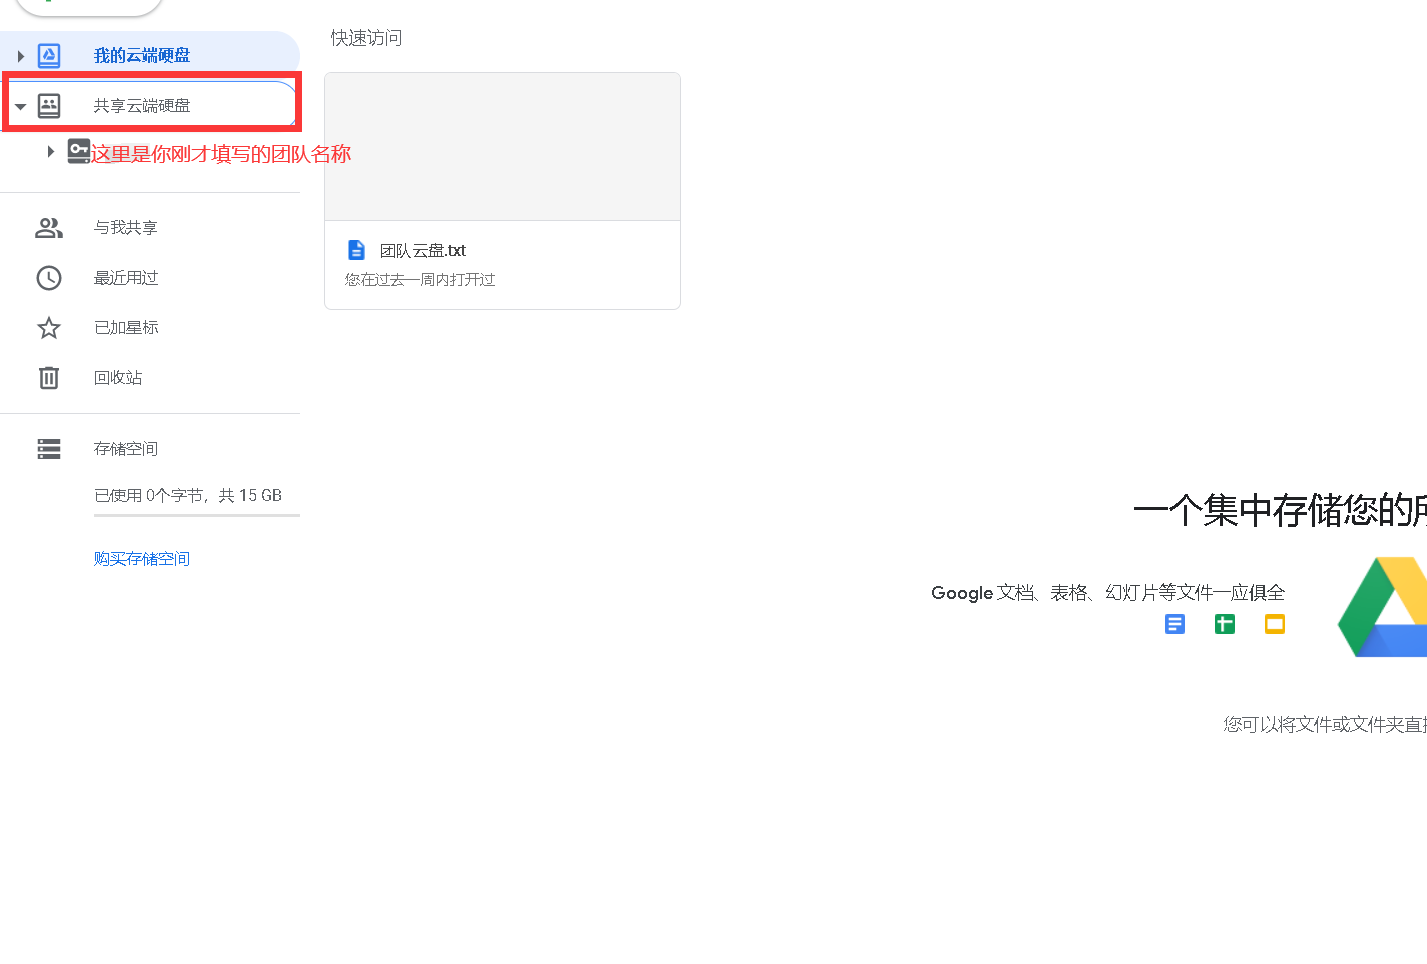 我的云端硬盘
共享云端硬盘
这里是你刚才填写的团队名称
与我共享
最近用过
已加星标
回收站
存储空间
已使用 0个字节，共 15 GB
购买存储空间
快速访问
团队云盘.txt
您在过去一周内打开过
一个集中存储您的所
Google 文档、表格、幻灯片等文件一应俱全
您可以将文件或文件夹直